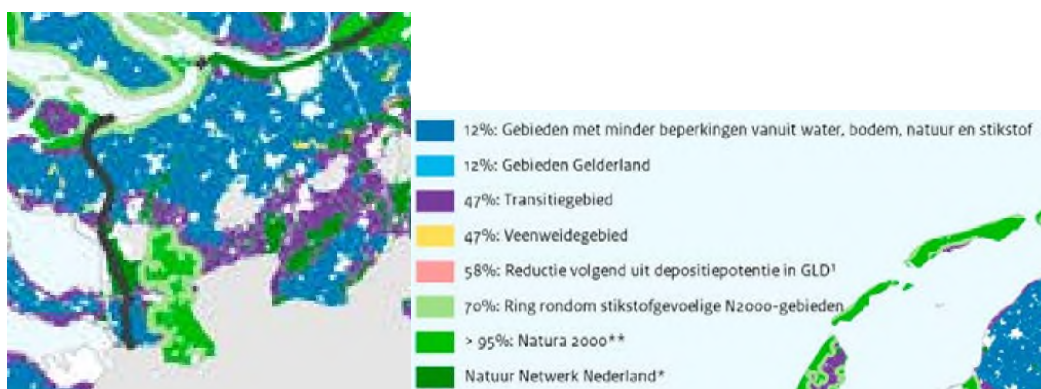 12%: Gebieden met minder beperkingen vanuit water, bodem, natuur en stikstof
12%: Gebieden Gelderland
47%: Transitiegebied
47%: Veenweidegebied
58%: Reductie volgend uit depositiepotentie in GLD¹
70%: Ring rondom stikstofgevoelige N2000-gebieden
> 95%: Natura 2000**
Natuur Netwerk Nederland*